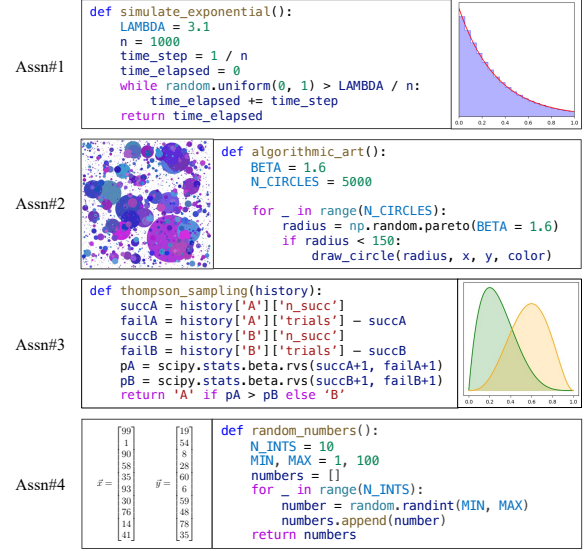 Assn#1
def simulate_exponential():
LAMBDA = 3.1
n = 1000
time_step = 1 / n
time_elapsed = 0
while random.uniform(0, 1) > LAMBDA / n:
time_elapsed += time_step
return time_elapsed
0.0 0.2 0.4 0.6 0.8 1.0
Assn#2
def algorithmic_art():
BETA = 1.6
N_CIRCLES = 5000
for _ in range(N_CIRCLES):
radius = np.random.pareto(BETA = 1.6)
if radius < 150:
draw_circle(radius, x, y, color)
Assn#3
def thompson_sampling(history):
succA = history['A']['n_succ’]
failA = history['A']['trials’] – succA
succB = history['B']['n_succ’]
failB = history['B']['trials’] – succB
pA = scipy.stats.beta.rvs(succA+1, failA+1)
pB = scipy.stats.beta.rvs(succB+1, failB+1)
return 'A' if pA > pB else ‘B’
0.0 0.2 0.4 0.6 0.8 1.0
Assn#4
x⃗ =
99
1
90
58
35
93
30
76
14
41
y⃗ =
19
54
8
28
60
6
59
48
78
35
def random_numbers():
N_INTS = 10
MIN, MAX = 1, 100
numbers = []
for _ in range(N_INTS):
number = random.randint(MIN, MAX)
numbers.append(number)
return numbers